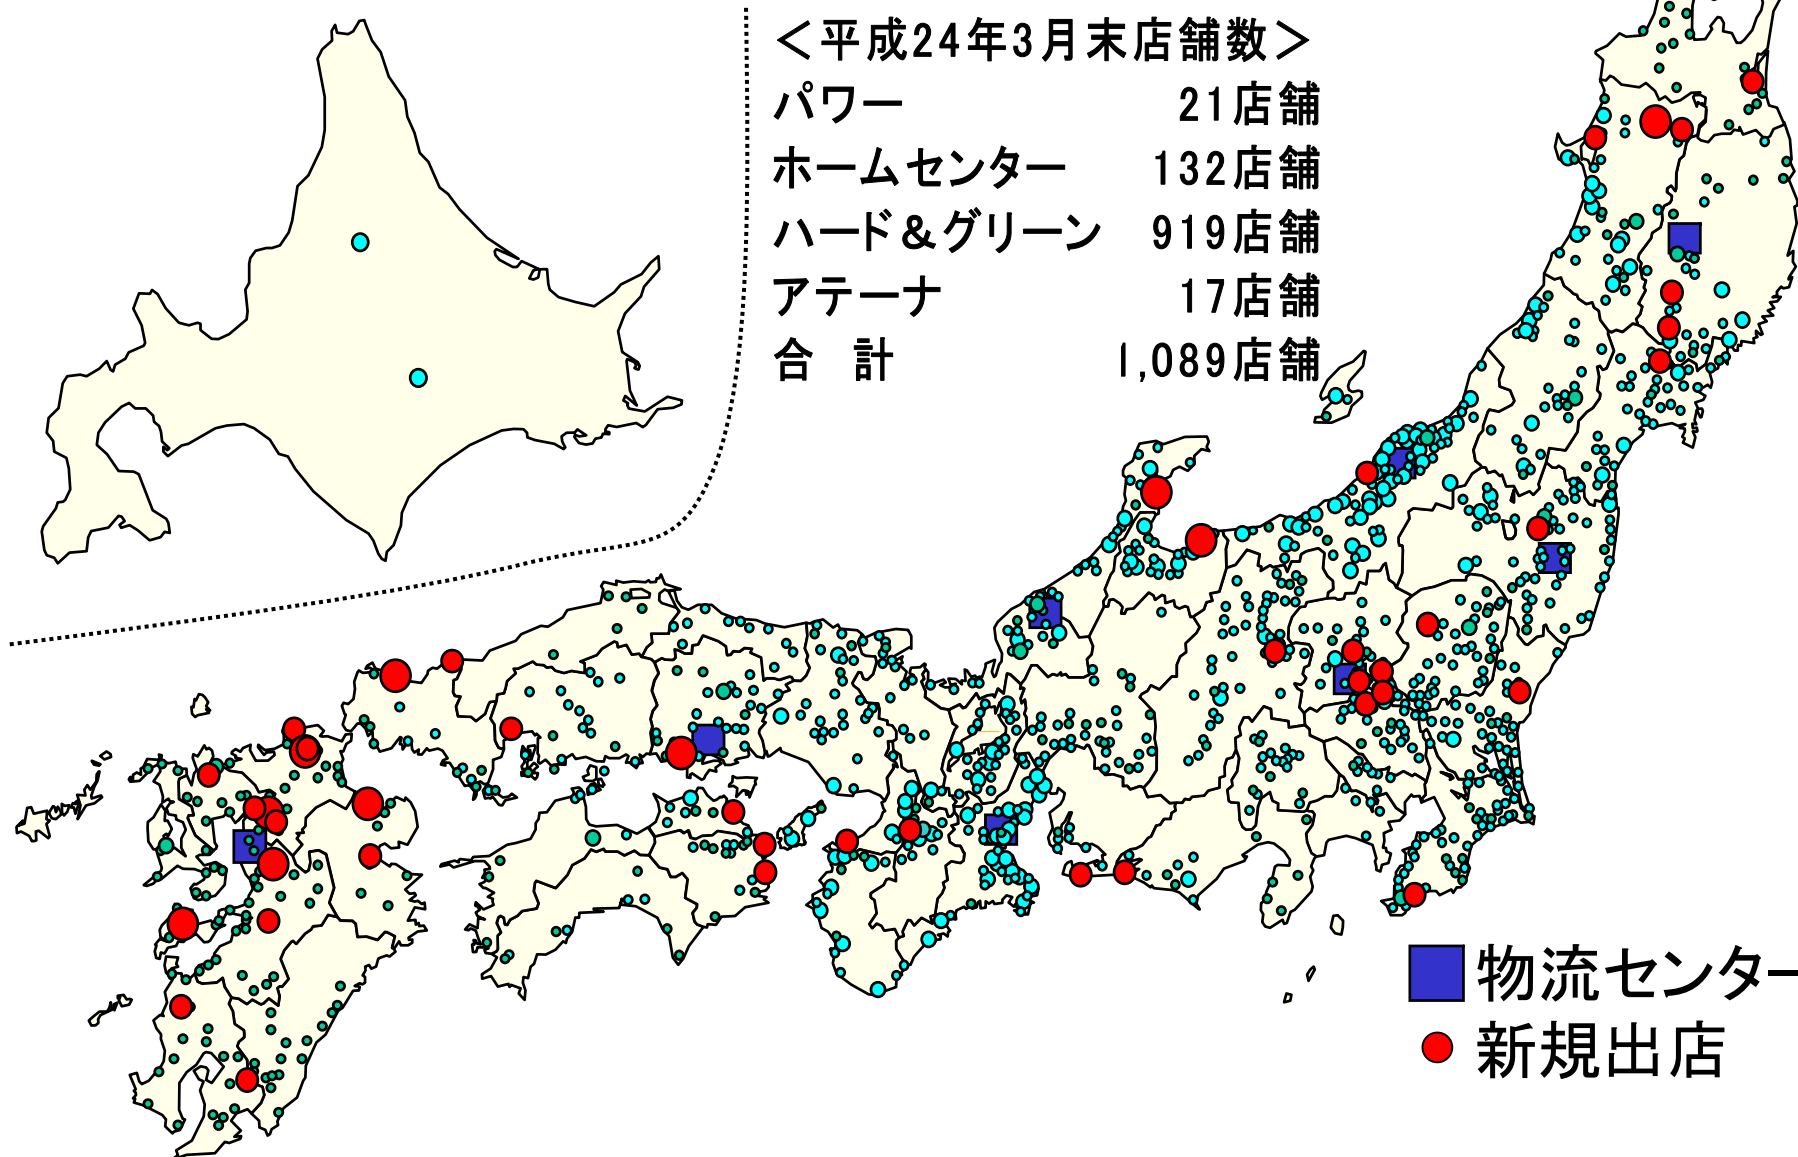 ＜平成24年3月末店舗数＞
パワー 21店舗
ホームセンター 132店舗
ハード＆グリーン 919店舗
アテーナ 17店舗
合　計 1,089店舗
物流センター
新規出店